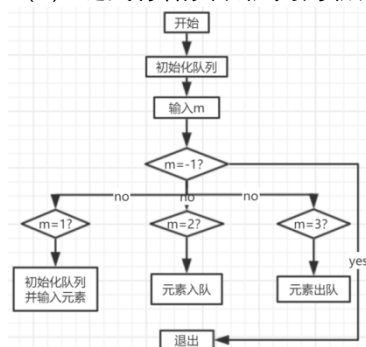 开始
初始化队列
输入m
m=-1?
no
no
no
m=1?
m=2?
m=3?
yes
初始化队列
并输入元素
元素入队
元素出队
退出